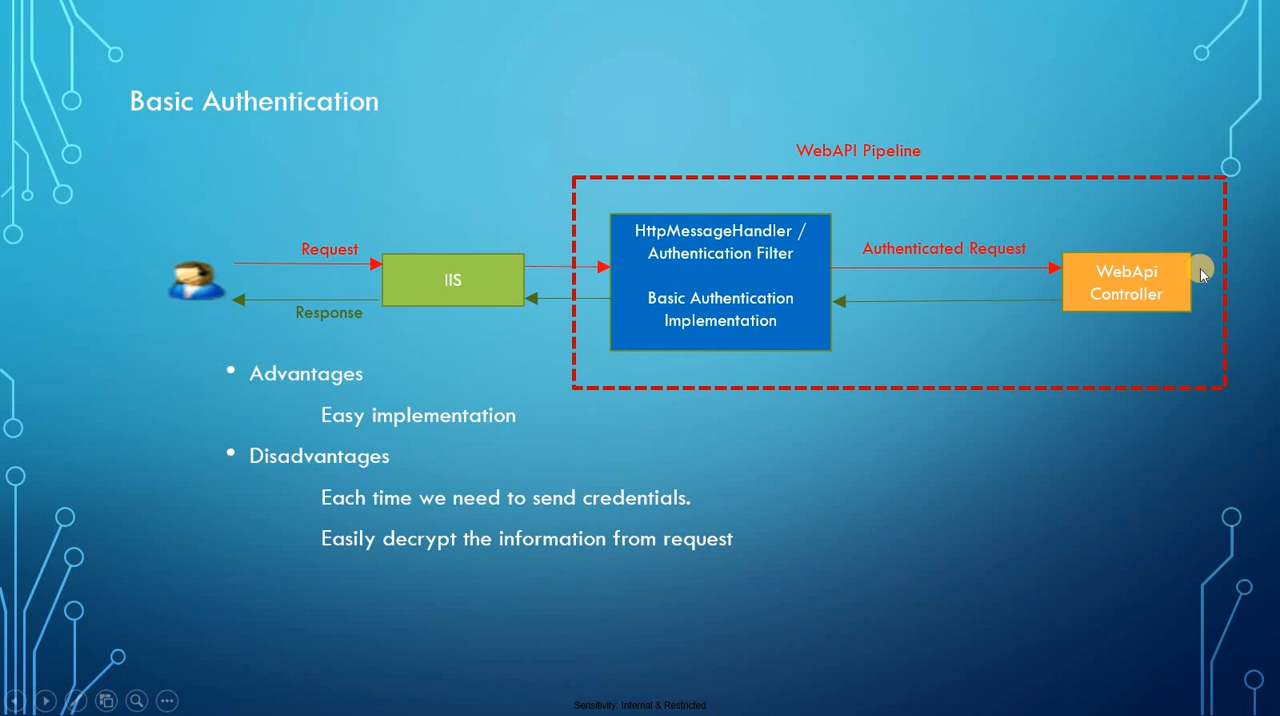 Basic Authentication
WebAPI Pipeline
Request
Response
IIS
HttpMessageHandler /
Authentication Filter
Basic Authentication
Implementation
Authenticated Request
WebApi
Controller
• Advantages
Easy implementation
• Disadvantages
Each time we need to send credentials.
Easily decrypt the information from request
Sensitivity: Internal & Restricted